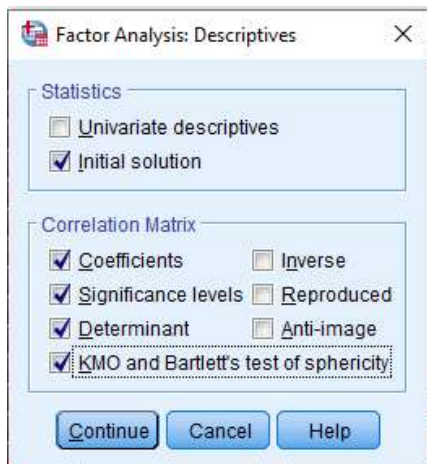 Factor Analysis: Descriptives
Statistics
Univariate descriptives
Initial solution
Correlation Matrix
Coefficients
Inverse
Significance levels
Reproduced
Determinant
Anti-image
KMO and Bartlett's test of sphericity
Continue
Cancel
Help